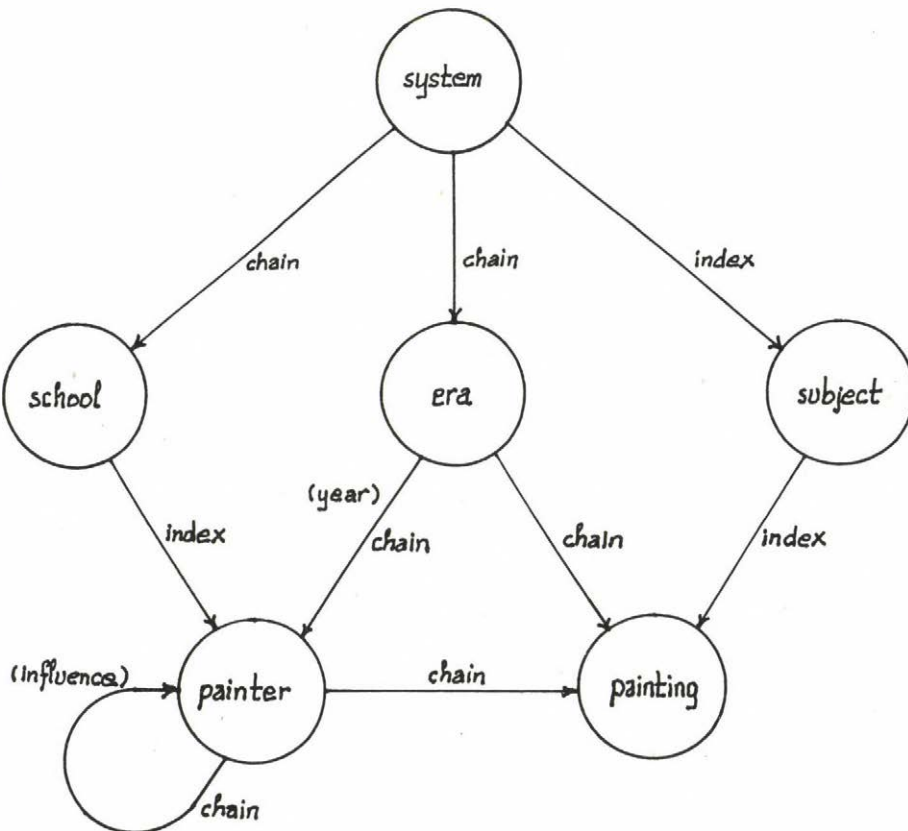 system
chain
chain
index
school
era
subject
(year)
index
chain
chain
index
(influence)
painter
chain
painting
chain